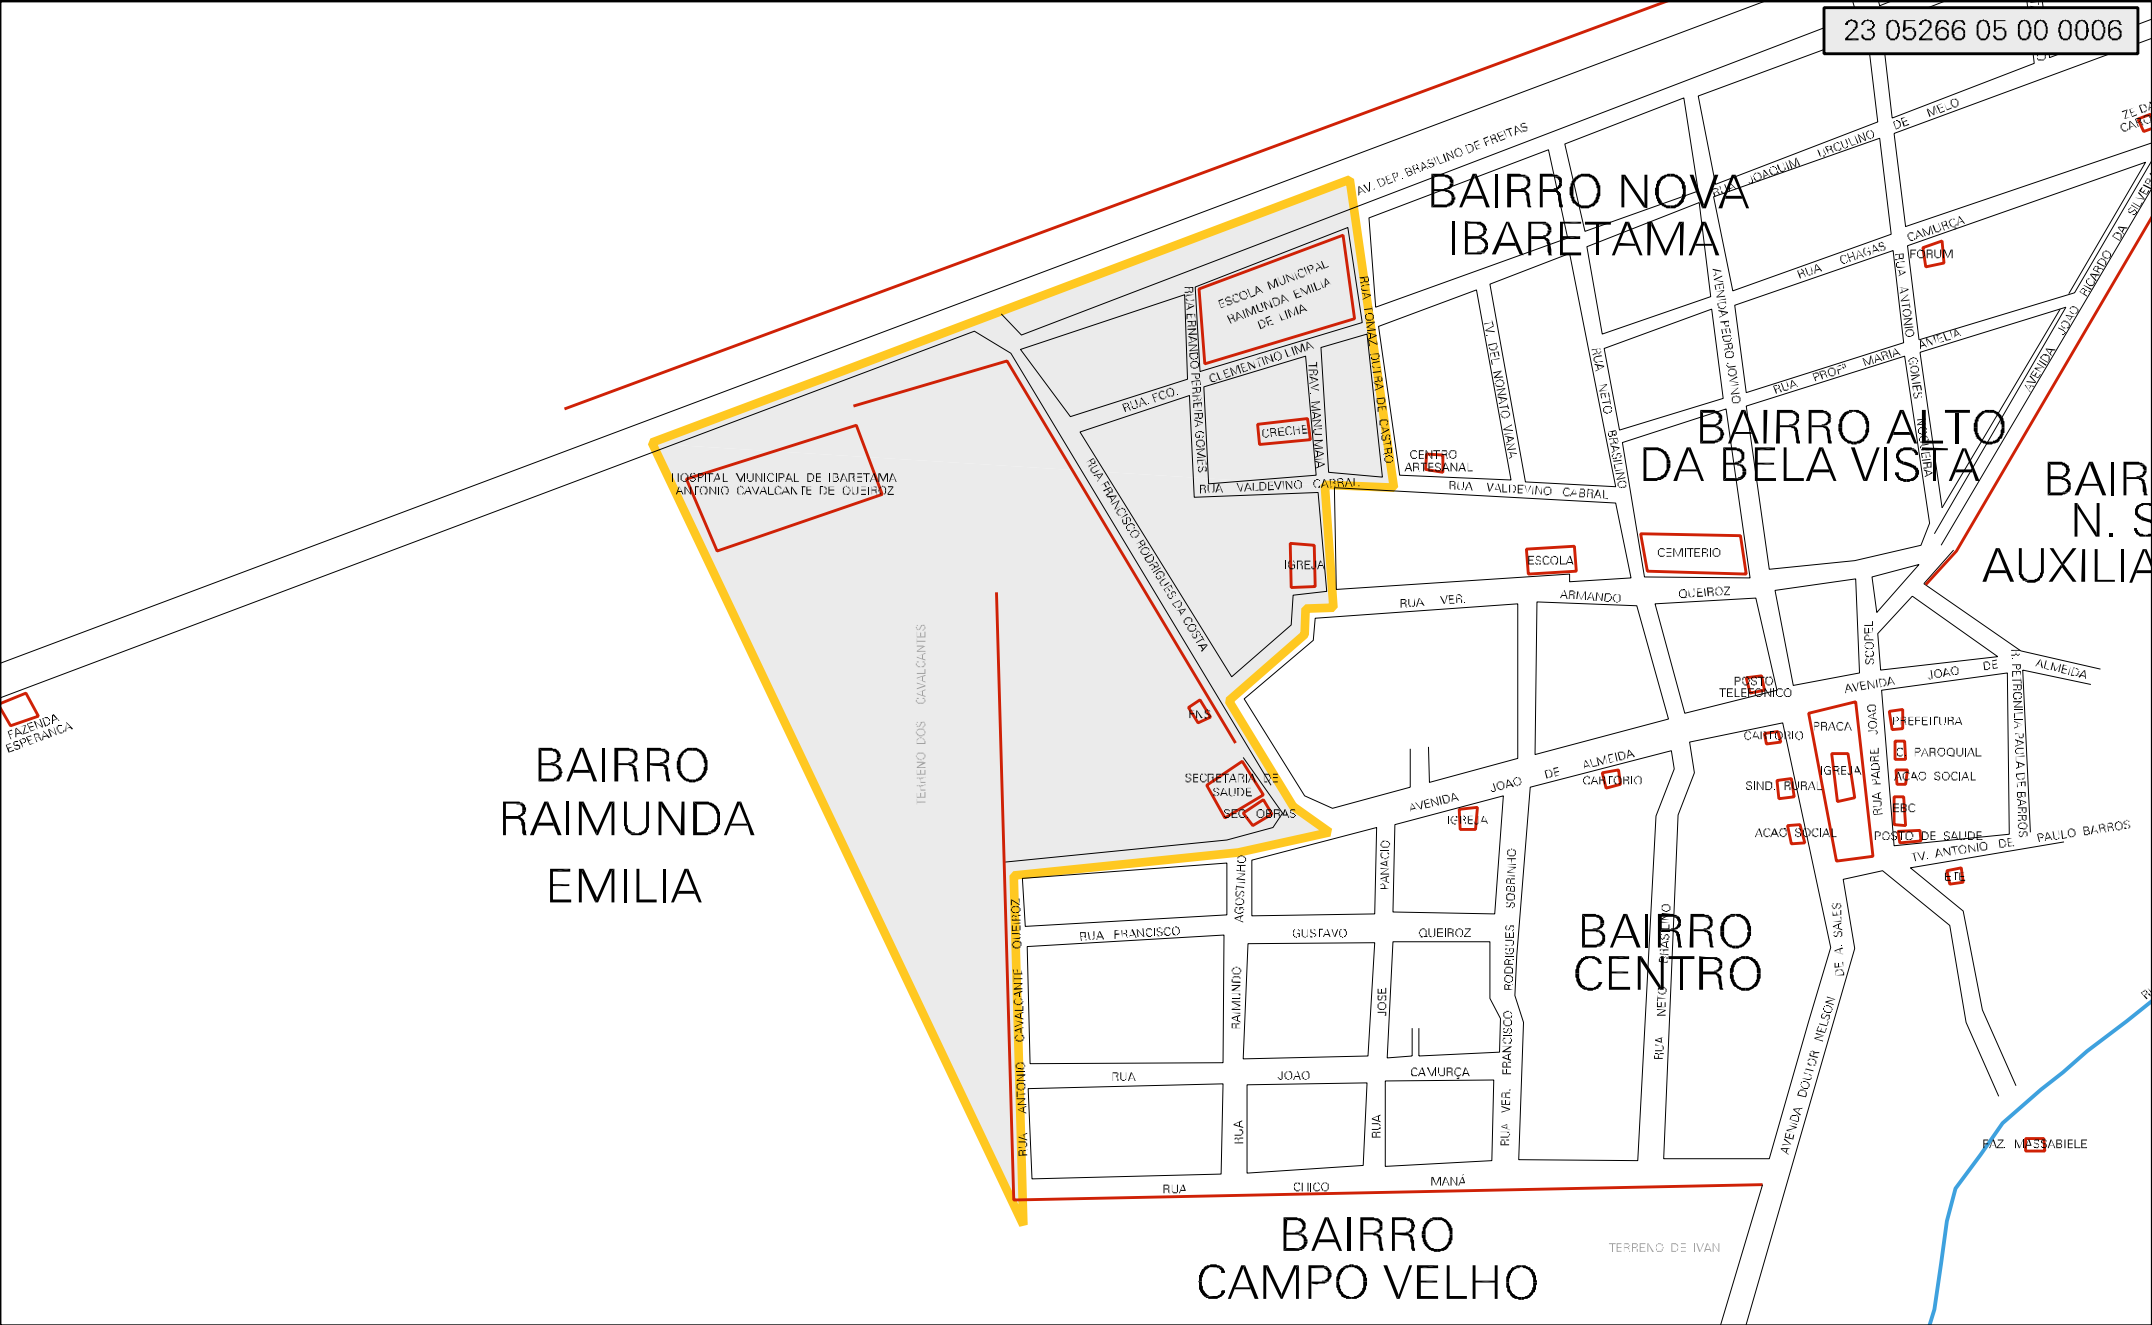 23 05266 05 00 0006
AV. DEP. BRASILINO DE FREITAS
BAIRRO NOVA
IBARETAMA
RUA JOAQUIM URCULINO DE MELO
RUA CHAGAS CAMURÇA
FORUM
RUA PROFª MARIA AMELIA
AVENIDA JOAO RICARDO DA
RUA ANTONIO GOMES NOGUEIRA
AVENIDA PEDRO JOVINO
RUA NETO BRASILINO
TV. DEL NONATO VIANA
RUA TOMAZ DUTRA DE CASTRO
ESCOLA MUNICIPAL
RAIMUNDA EMILIA
DE LIMA
RUA ERNANDO PERREIRA GOMES
RUA. FCO. CLEMENTINO LIMA
TRAV. MANU MAIA
CRECHE
CENTRO
ARTESANAL
RUA VALDEVINO CABRAL
RUA VALDEVINO CABRAL
BAIRRO ALTO
DA BELA VISTA
BAIR
N. S
AUXILIA
HOSPITAL MUNICIPAL DE IBARETAMA
ANTONIO CAVALCANTE DE QUEIROZ
RUA FRANCISCO RODRIGUES DA COSTA
IGREJA
ESCOLA
CEMITERIO
RUA VER. ARMANDO QUEIROZ
TERRENO DOS CAVALCANTES
FAZENDA
ESPERANCA
BAIRRO
RAIMUNDA
EMILIA
SECRETARIA DE
SAUDE
SEC OBRAS
POSTO
TELEFONICO
AVENIDA JOAO DE ALMEIDA
AVENIDA JOAO DE ALMEIDA
R. PETRONILIA PAULA DE BARROS
RUA PADRE JOAO SCOPEL
PRACA
IGREJA
PREFEITURA
C. PAROQUIAL
ACAO SOCIAL
EBC
POSTO DE SAUDE
TV. ANTONIO DE PAULO BARROS
ETE
CARTORIO
SIND. RURAL
ACAO SOCIAL
CARTORIO
IGREJA
BAIRRO
CENTRO
RUA NETO BRASILINO
AVENIDA DOUTOR NELSON DE A. SALES
RUA VER. FRANCISCO RODRIGUES SOBRINHO
RUA JOSE PANACIO
RUA RAIMUNDO AGOSTINHO
RUA ANTONIO CAVALCANTE QUEIROZ
RUA FRANCISCO GUSTAVO QUEIROZ
RUA JOAO CAMURÇA
RUA CHICO MANÁ
FAZ. MASSABIELE
BAIRRO
CAMPO VELHO
TERRENO DE IVAN